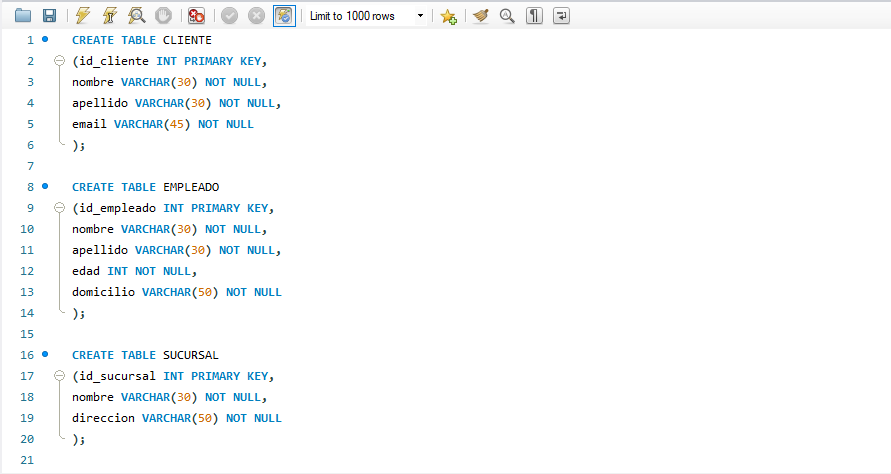 Limit to 1000 rows
1 CREATE TABLE CLIENTE
2 (id_cliente INT PRIMARY KEY,
3 nombre VARCHAR(30) NOT NULL,
4 apellido VARCHAR(30) NOT NULL,
5 email VARCHAR(45) NOT NULL
6 );
7
8 CREATE TABLE EMPLEADO
9 (id_empleado INT PRIMARY KEY,
10 nombre VARCHAR(30) NOT NULL,
11 apellido VARCHAR(30) NOT NULL,
12 edad INT NOT NULL,
13 domicilio VARCHAR(50) NOT NULL
14 );
15
16 CREATE TABLE SUCURSAL
17 (id_sucursal INT PRIMARY KEY,
18 nombre VARCHAR(30) NOT NULL,
19 direccion VARCHAR(50) NOT NULL
20 );
21